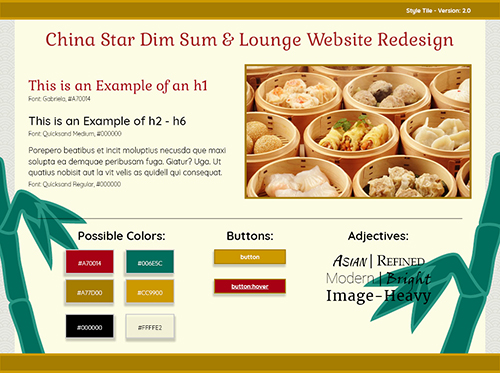 Style Tile - Version: 2.0
China Star Dim Sum & Lounge Website Redesign
This is an Example of an h1
Font: Gabriela, #A70014
This is an Example of h2 - h6
Font: Quicksand Medium, #000000
Porepero beatibus et incit moluptius necusda que maxi
solupta ea demquae peribusam fuga. Giatur? Uga. Ut
quatius nobisit aut la vit velis as quidell qui consequat.
Font: Quicksand Regular, #000000
Possible Colors:
#A70014
#006E5C
#A77D00
#CC9900
#000000
#FFFFE2
Buttons:
button
button:hover
Adjectives:
Asian | Refined
Modern | Bright
Image-Heavy